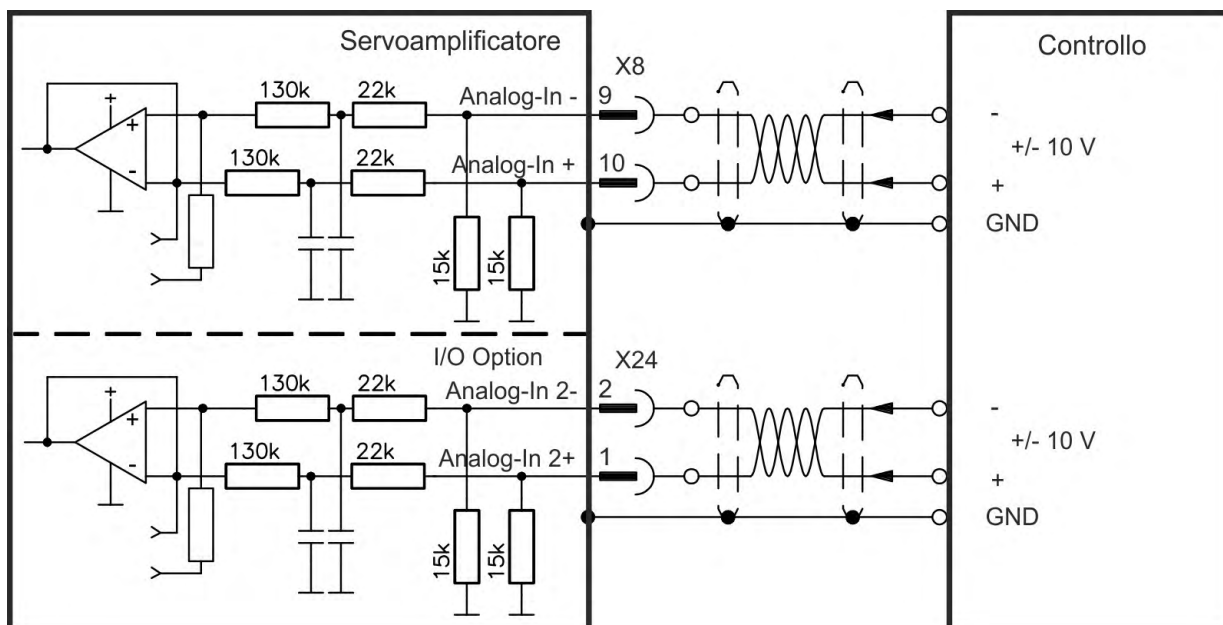 Servoamplificatore
Controllo
X8
130k
22k
Analog-In -
9
-
+
+/- 10 V
-
130k
22k
Analog-In +
10
+
+
GND
15k
15k
I/O Option
X24
130k
22k
Analog-In 2-
2
-
+
+/- 10 V
-
130k
22k
Analog-In 2+
1
+
+
GND
15k
15k